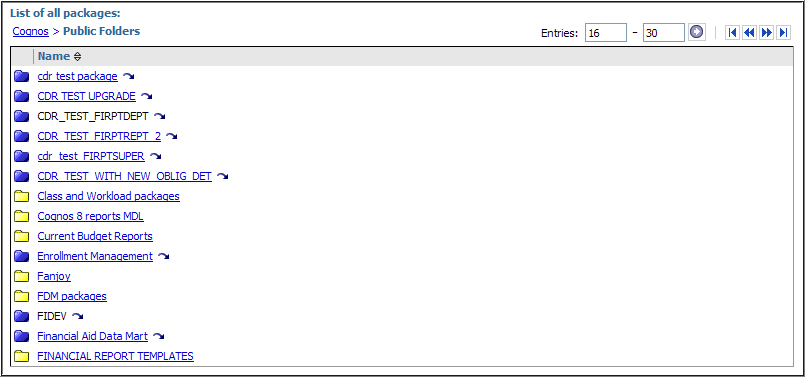 List of all packages:
Cognos > Public Folders
Entries: 16 - 30
Name
cdr test package
CDR TEST UPGRADE
CDR_TEST_FIRPTDEPT
CDR_TEST_FIRPTREPT_2
cdr_test_FIRPTSUPER
CDR_TEST_WITH_NEW_OBLIG_DET
Class and Workload packages
Cognos 8 reports MDL
Current Budget Reports
Enrollment Management
Fanjoy
FDM packages
FIDEV
Financial Aid Data Mart
FINANCIAL REPORT TEMPLATES